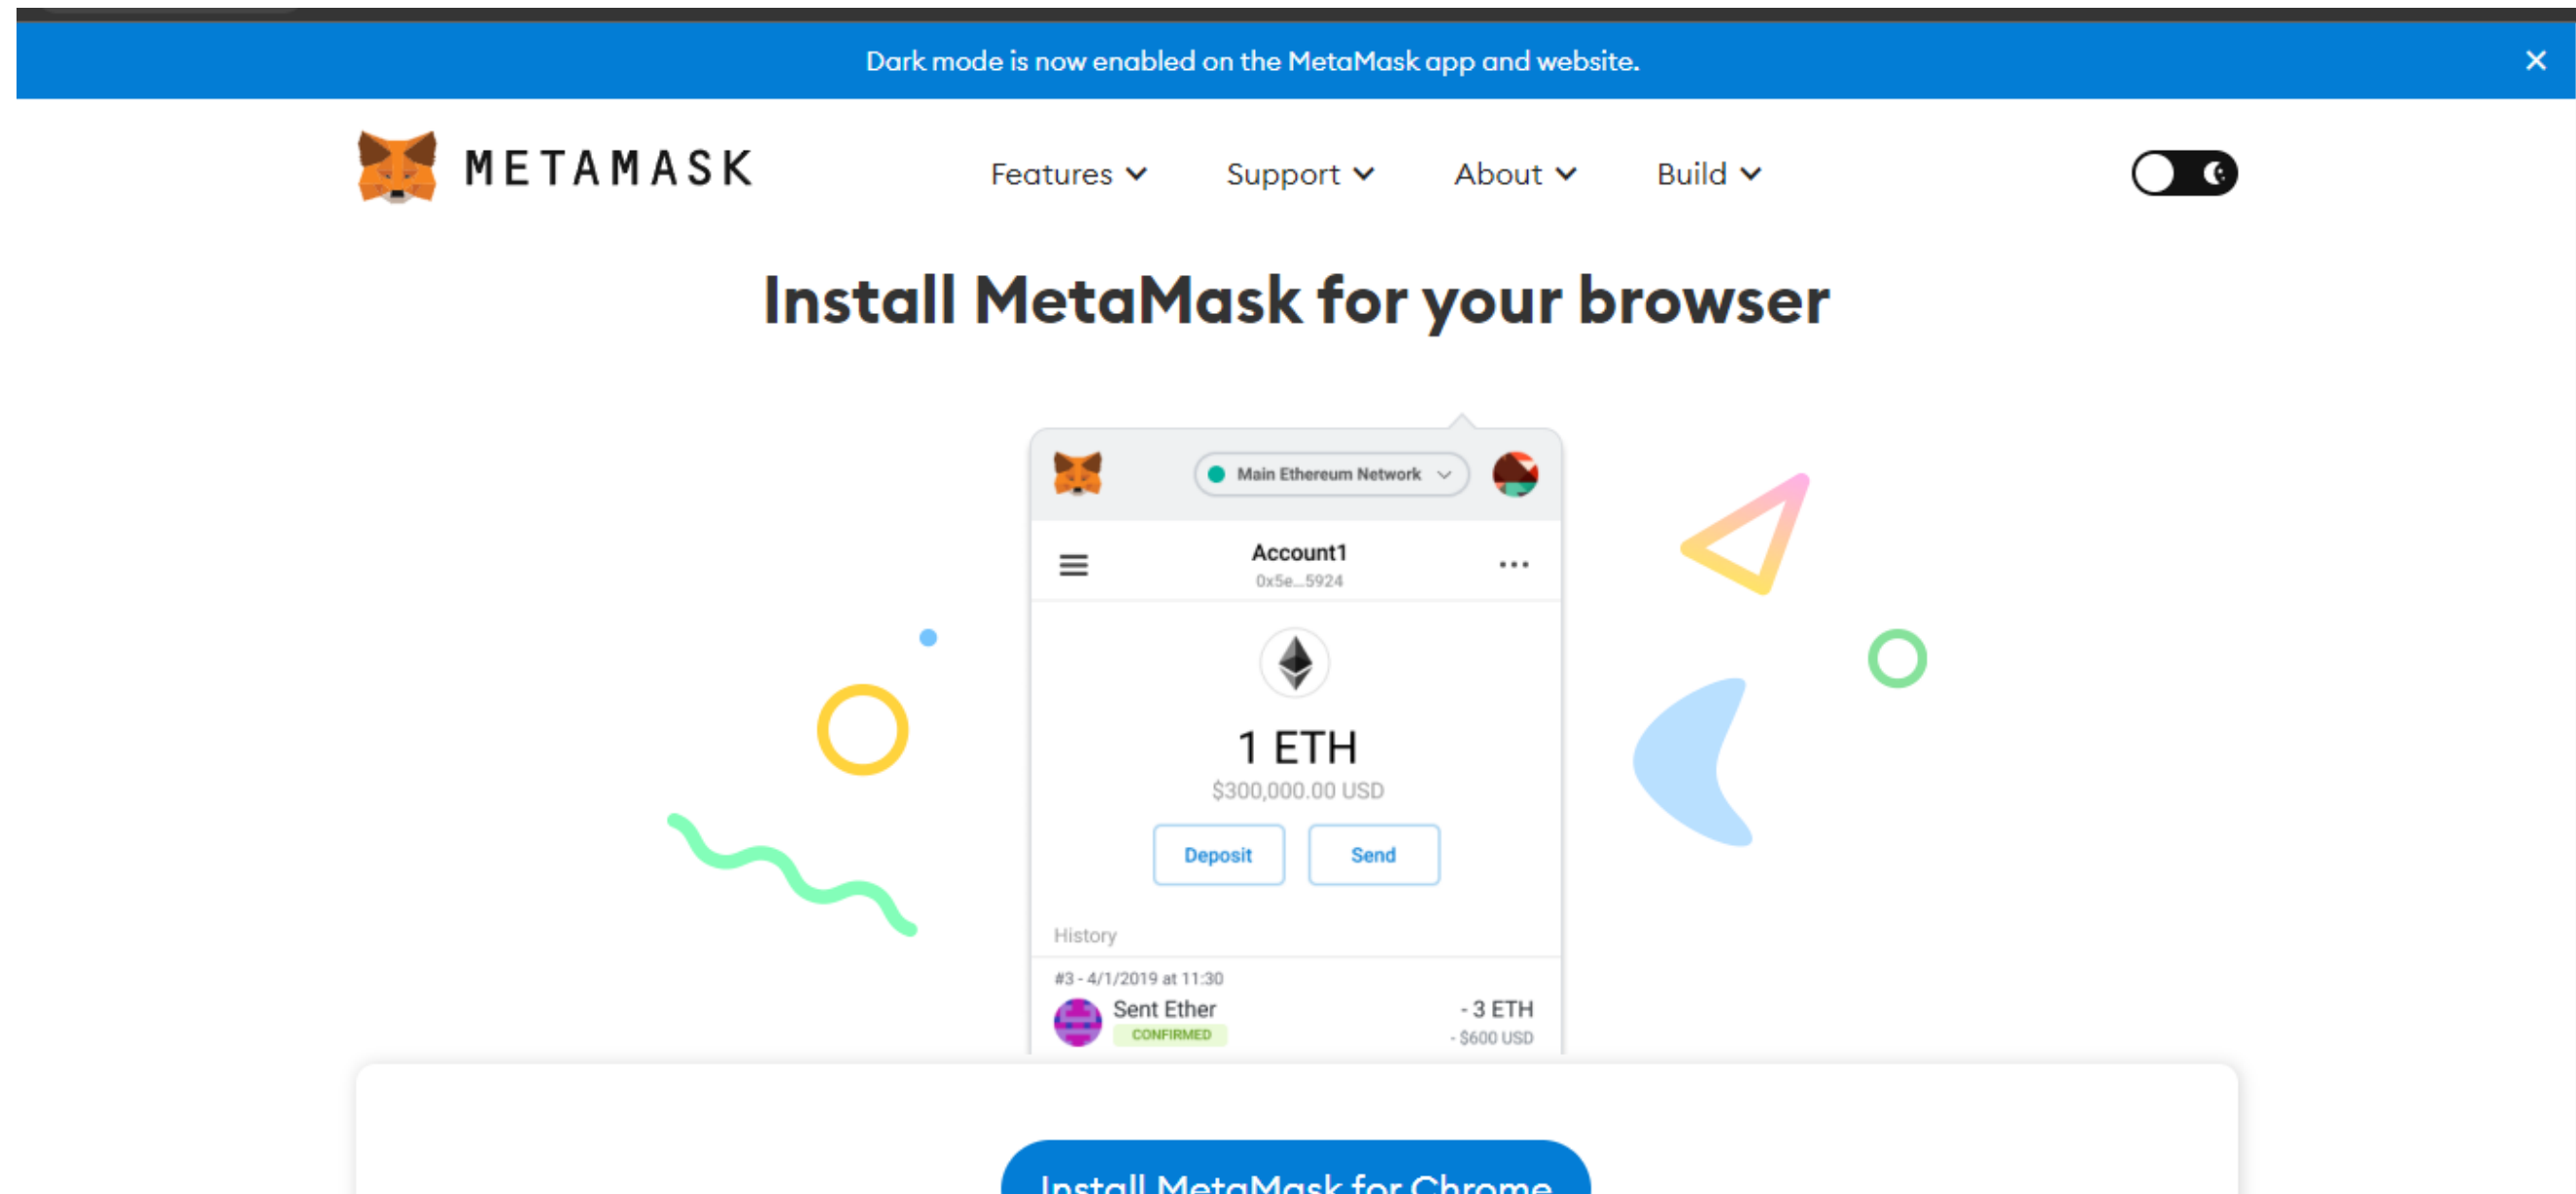 Dark mode is now enabled on the MetaMask app and website.
METAMASK
Features
Support
About
Build
Install MetaMask for your browser
Main Ethereum Network
Account1
0x5e...5924
1 ETH
$300,000.00 USD
Deposit
Send
History
#3 - 4/1/2019 at 11:30
Sent Ether
- 3 ETH
CONFIRMED
- $600 USD
Install MetaMask for Chrome